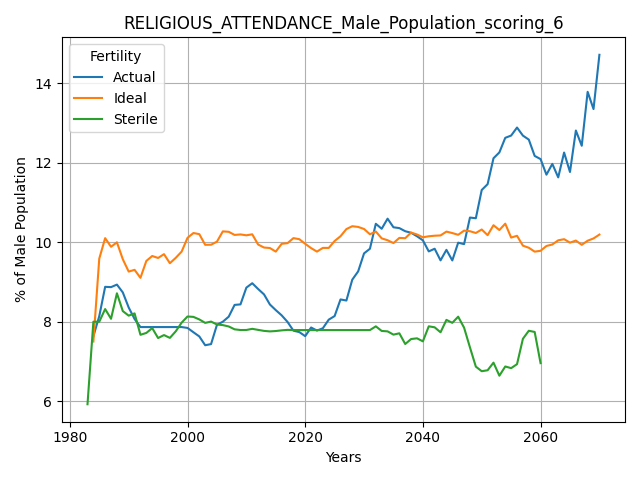 RELIGIOUS_ATTENDANCE_Male_Population_scoring_6
Fertility
Actual
Ideal
Sterile
% of Male Population
14
12
10
8
6
1980 2000 2020 2040 2060
Years